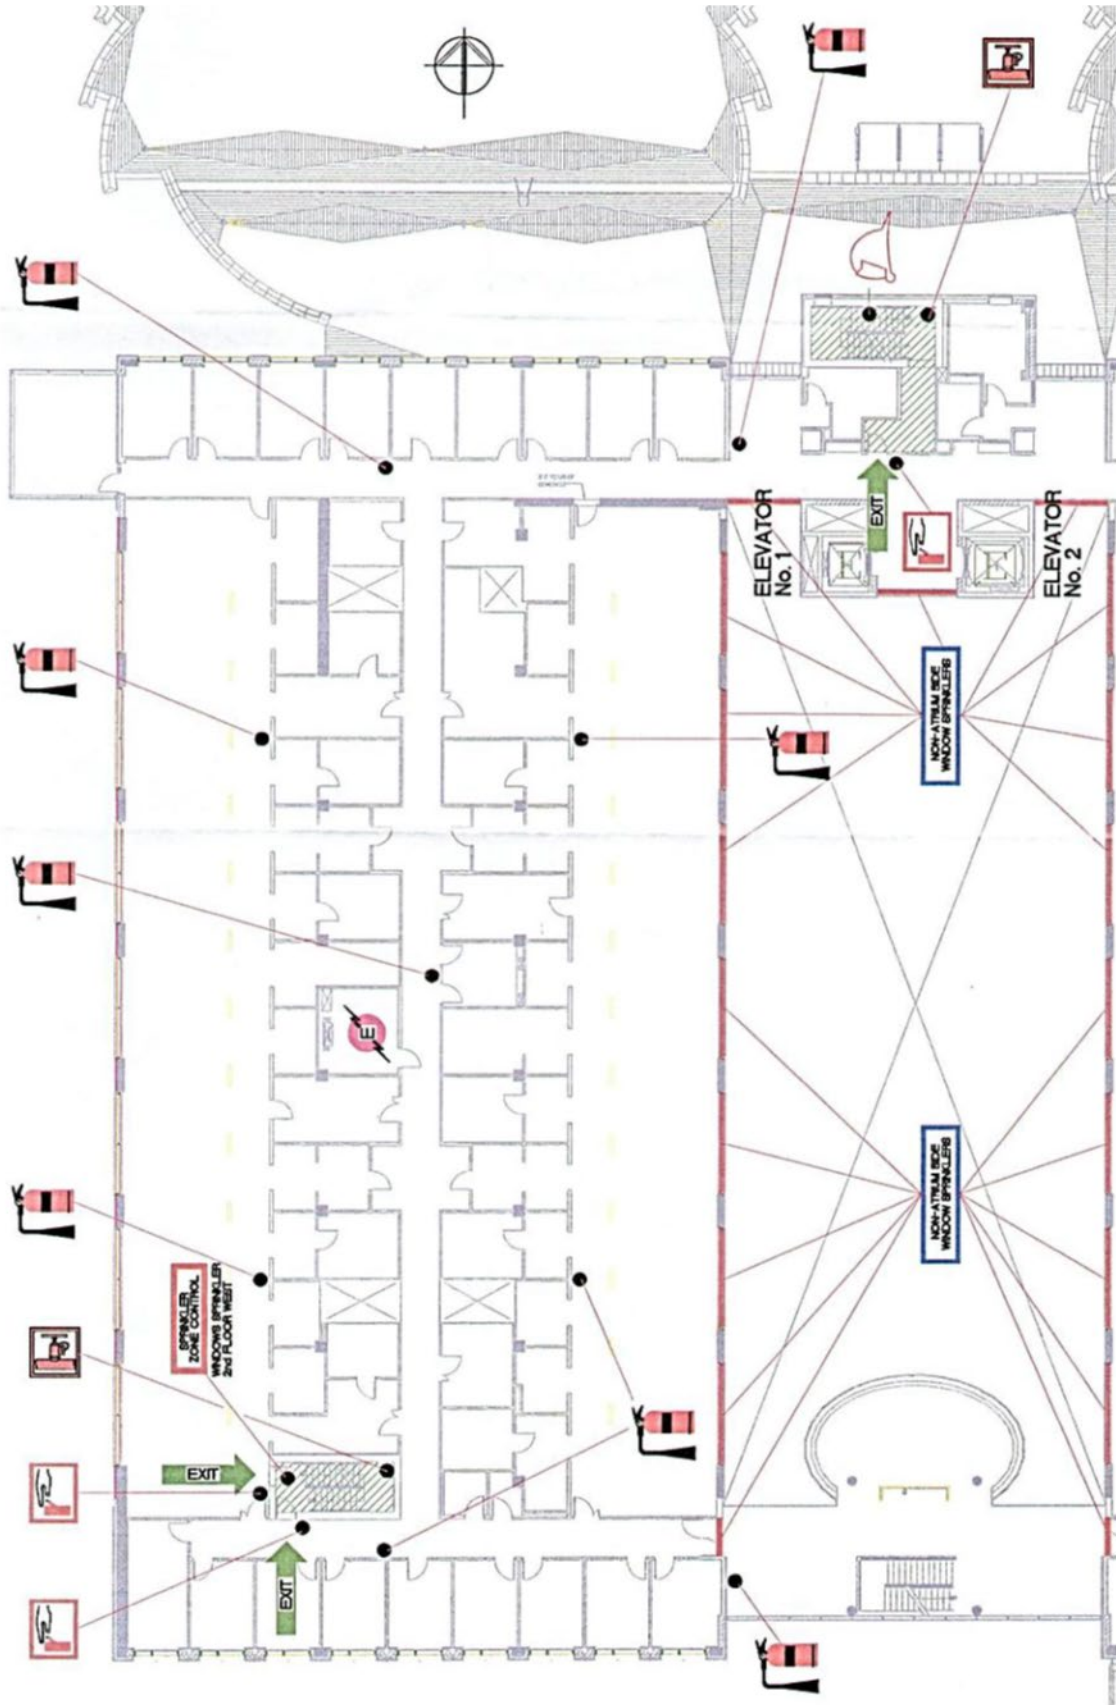 ELEVATOR
No. 1
EXIT
ELEVATOR
No. 2
NON-ATRIUM SIDE
WINDOW SPRINKLERS
E
NON-ATRIUM SIDE
WINDOW SPRINKLERS
SPRINKLER
ZONE CONTROL
WINDOWS SPRINKLER
2nd FLOOR WEST
EXIT
EXIT